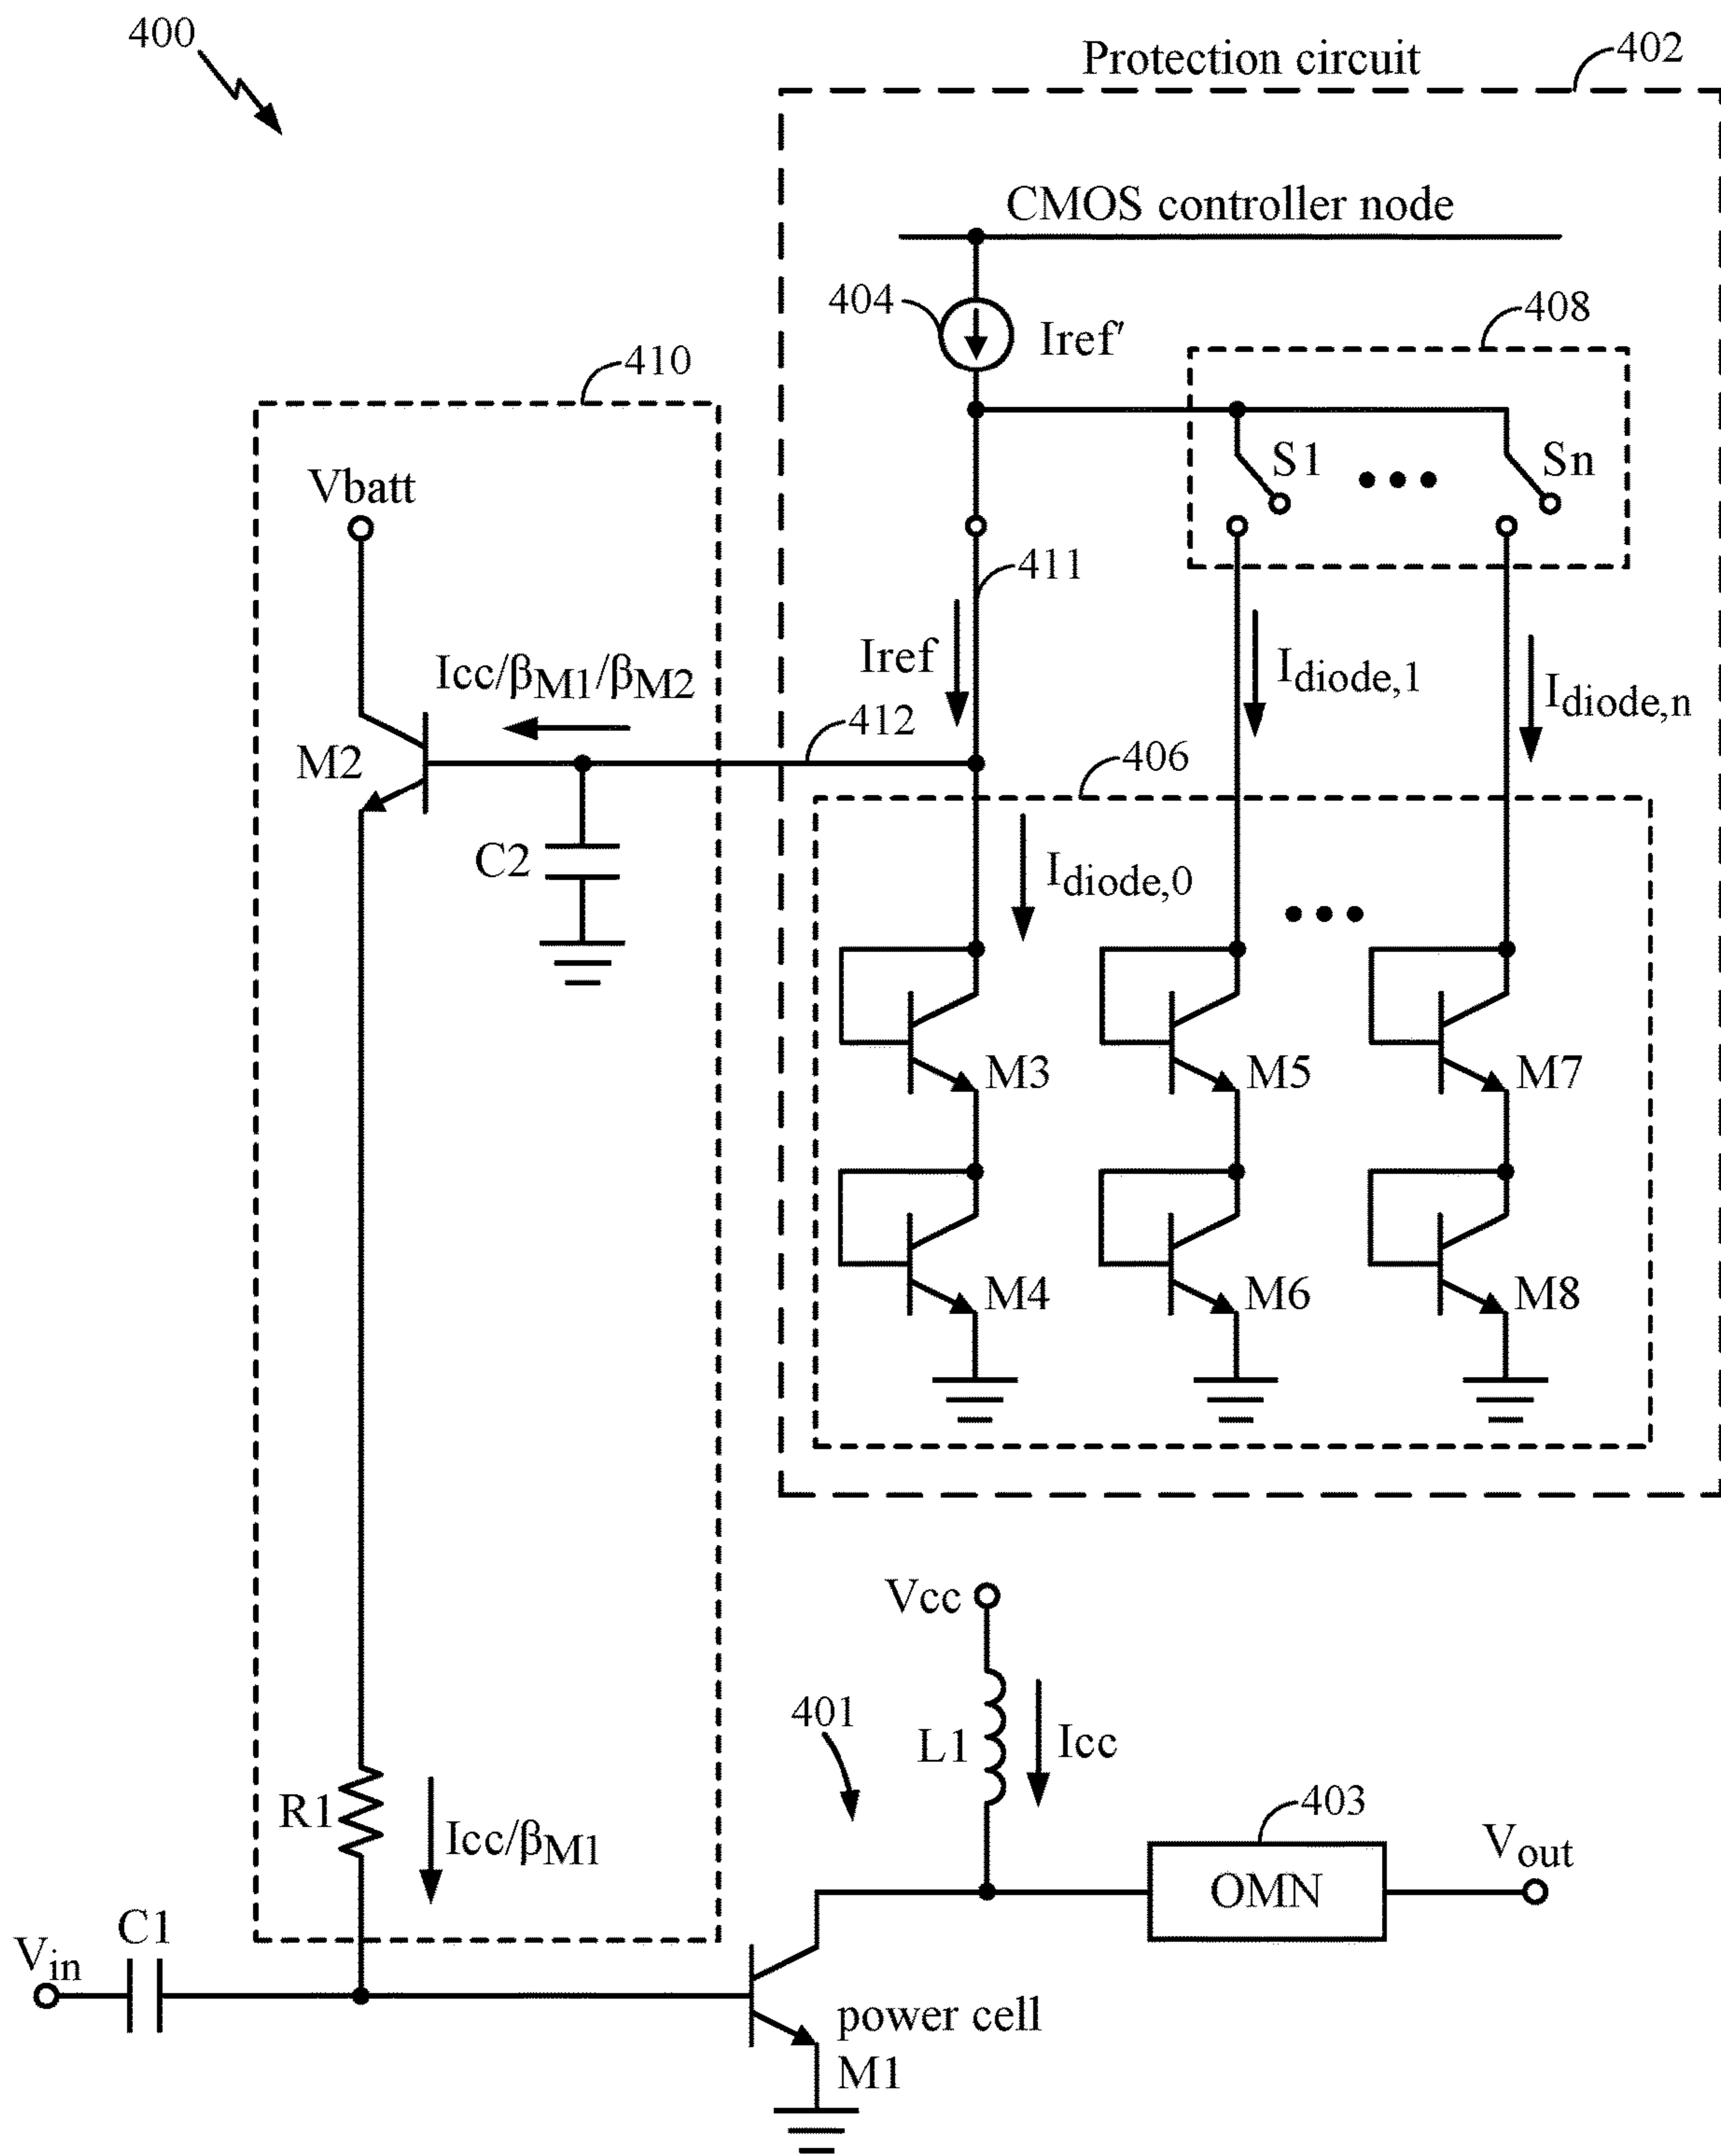 400
Protection circuit
402
CMOS controller node
404
Iref′
408
410
S1
Sn
Vbatt
411
Iref
Idiode,1
Idiode,n
Icc/βM1/βM2
412
406
M2
C2
Idiode,0
M3
M5
M7
M4
M6
M8
Vcc
401
L1
Icc
403
R1
Icc/βM1
OMN
Vout
C1
Vin
power cell
M1